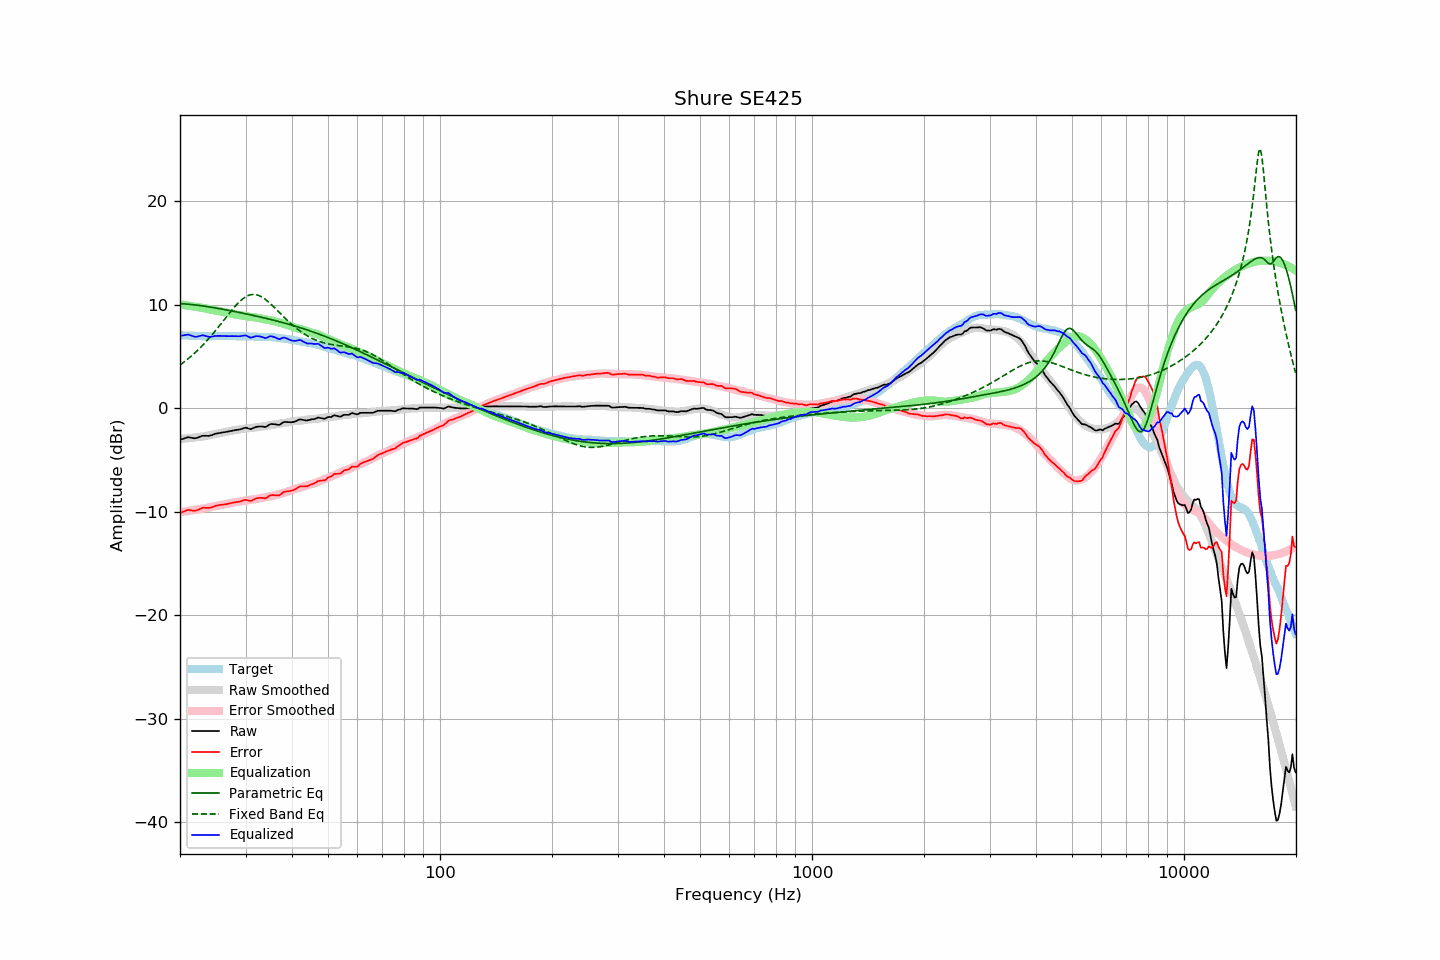 Shure SE425
Amplitude (dBr)
20
10
0
−10
−20
−30
−40
100
1000
10000
Frequency (Hz)
Target
Raw Smoothed
Error Smoothed
Raw
Error
Equalization
Parametric Eq
Fixed Band Eq
Equalized